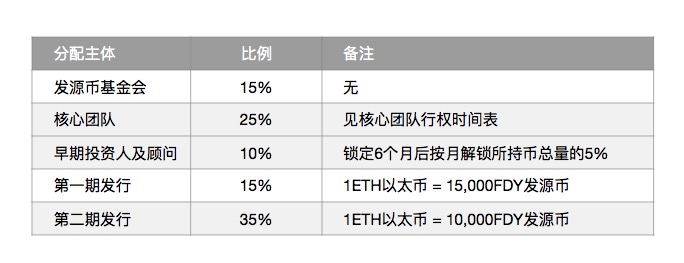 分配主体 比例 备注
发源币基金会 15% 无
核心团队 25% 见核心团队行权时间表
早期投资人及顾问 10% 锁定6个月后按月解锁所持币总量的5%
第一期发行 15% 1ETH以太币 = 15,000FDY发源币
第二期发行 35% 1ETH以太币 = 10,000FDY发源币